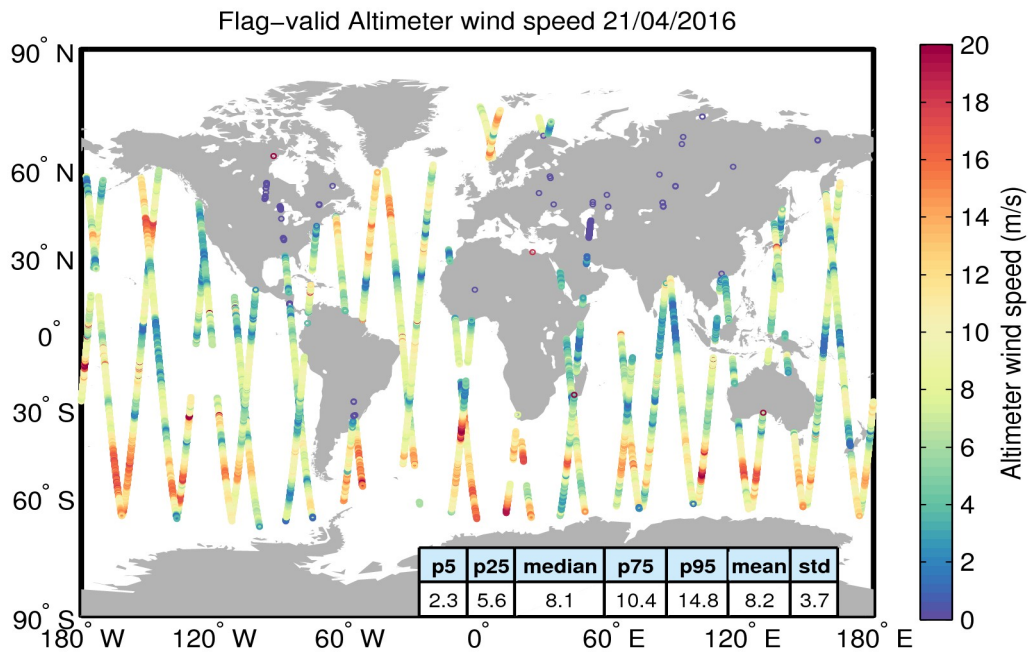 Flag−valid Altimeter wind speed 21/04/2016
90° N
60° N
30° N
0°
30° S
60° S
90° S
180° W
120° W
60° W
0°
60° E
120° E
180° E
p5 p25 median p75 p95 mean std
2.3 5.6 8.1 10.4 14.8 8.2 3.7
20
18
16
14
12
10
8
6
4
2
0
Altimeter wind speed (m/s)